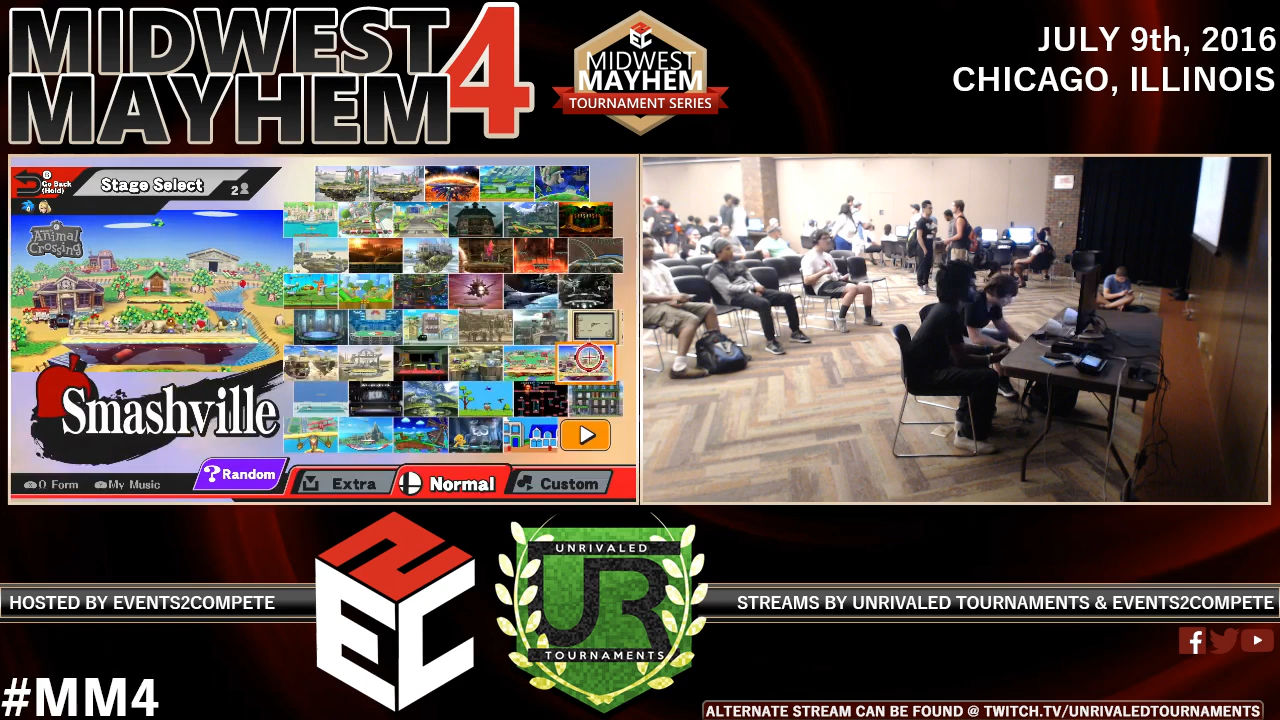 MIDWEST
MAYHEM 4
MIDWEST
MAYHEM
TOURNAMENT SERIES
JULY 9th, 2016
CHICAGO, ILLINOIS
Go Back
(Hold)
Stage Select
2
Animal
Crossing
Smashville
Form
My Music
? Random
Extra
Normal
Custom
HOSTED BY EVENTS2COMPETE
E2C
UNRIVALED
UR
TOURNAMENTS
STREAMS BY UNRIVALED TOURNAMENTS & EVENTS2COMPETE
#MM4
ALTERNATE STREAM CAN BE FOUND @ TWITCH.TV/UNRIVALEDTOURNAMENTS